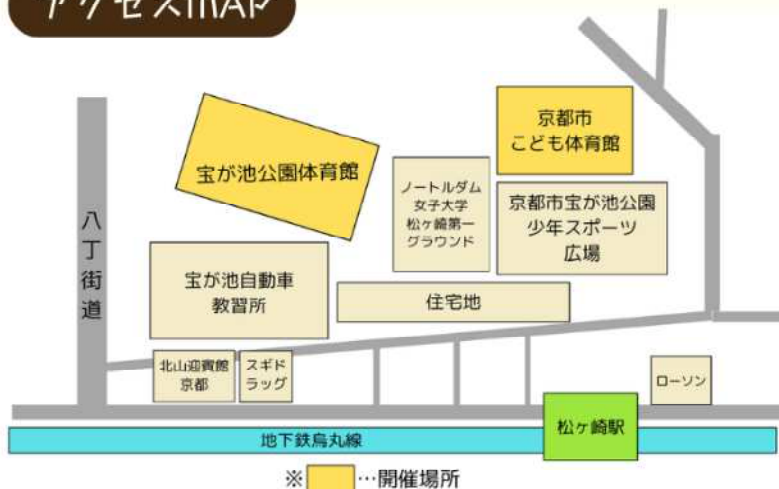 アクセスMAP
京都市
こども体育館
宝が池公園体育館
ノートルダム
女子大学
松ヶ崎第一
グラウンド
京都市宝が池公園
少年スポーツ
広場
八丁街道
宝が池自動車
教習所
住宅地
北山迎賓館
京都
スギド
ラッグ
ローソン
松ヶ崎駅
地下鉄烏丸線
※ …開催場所